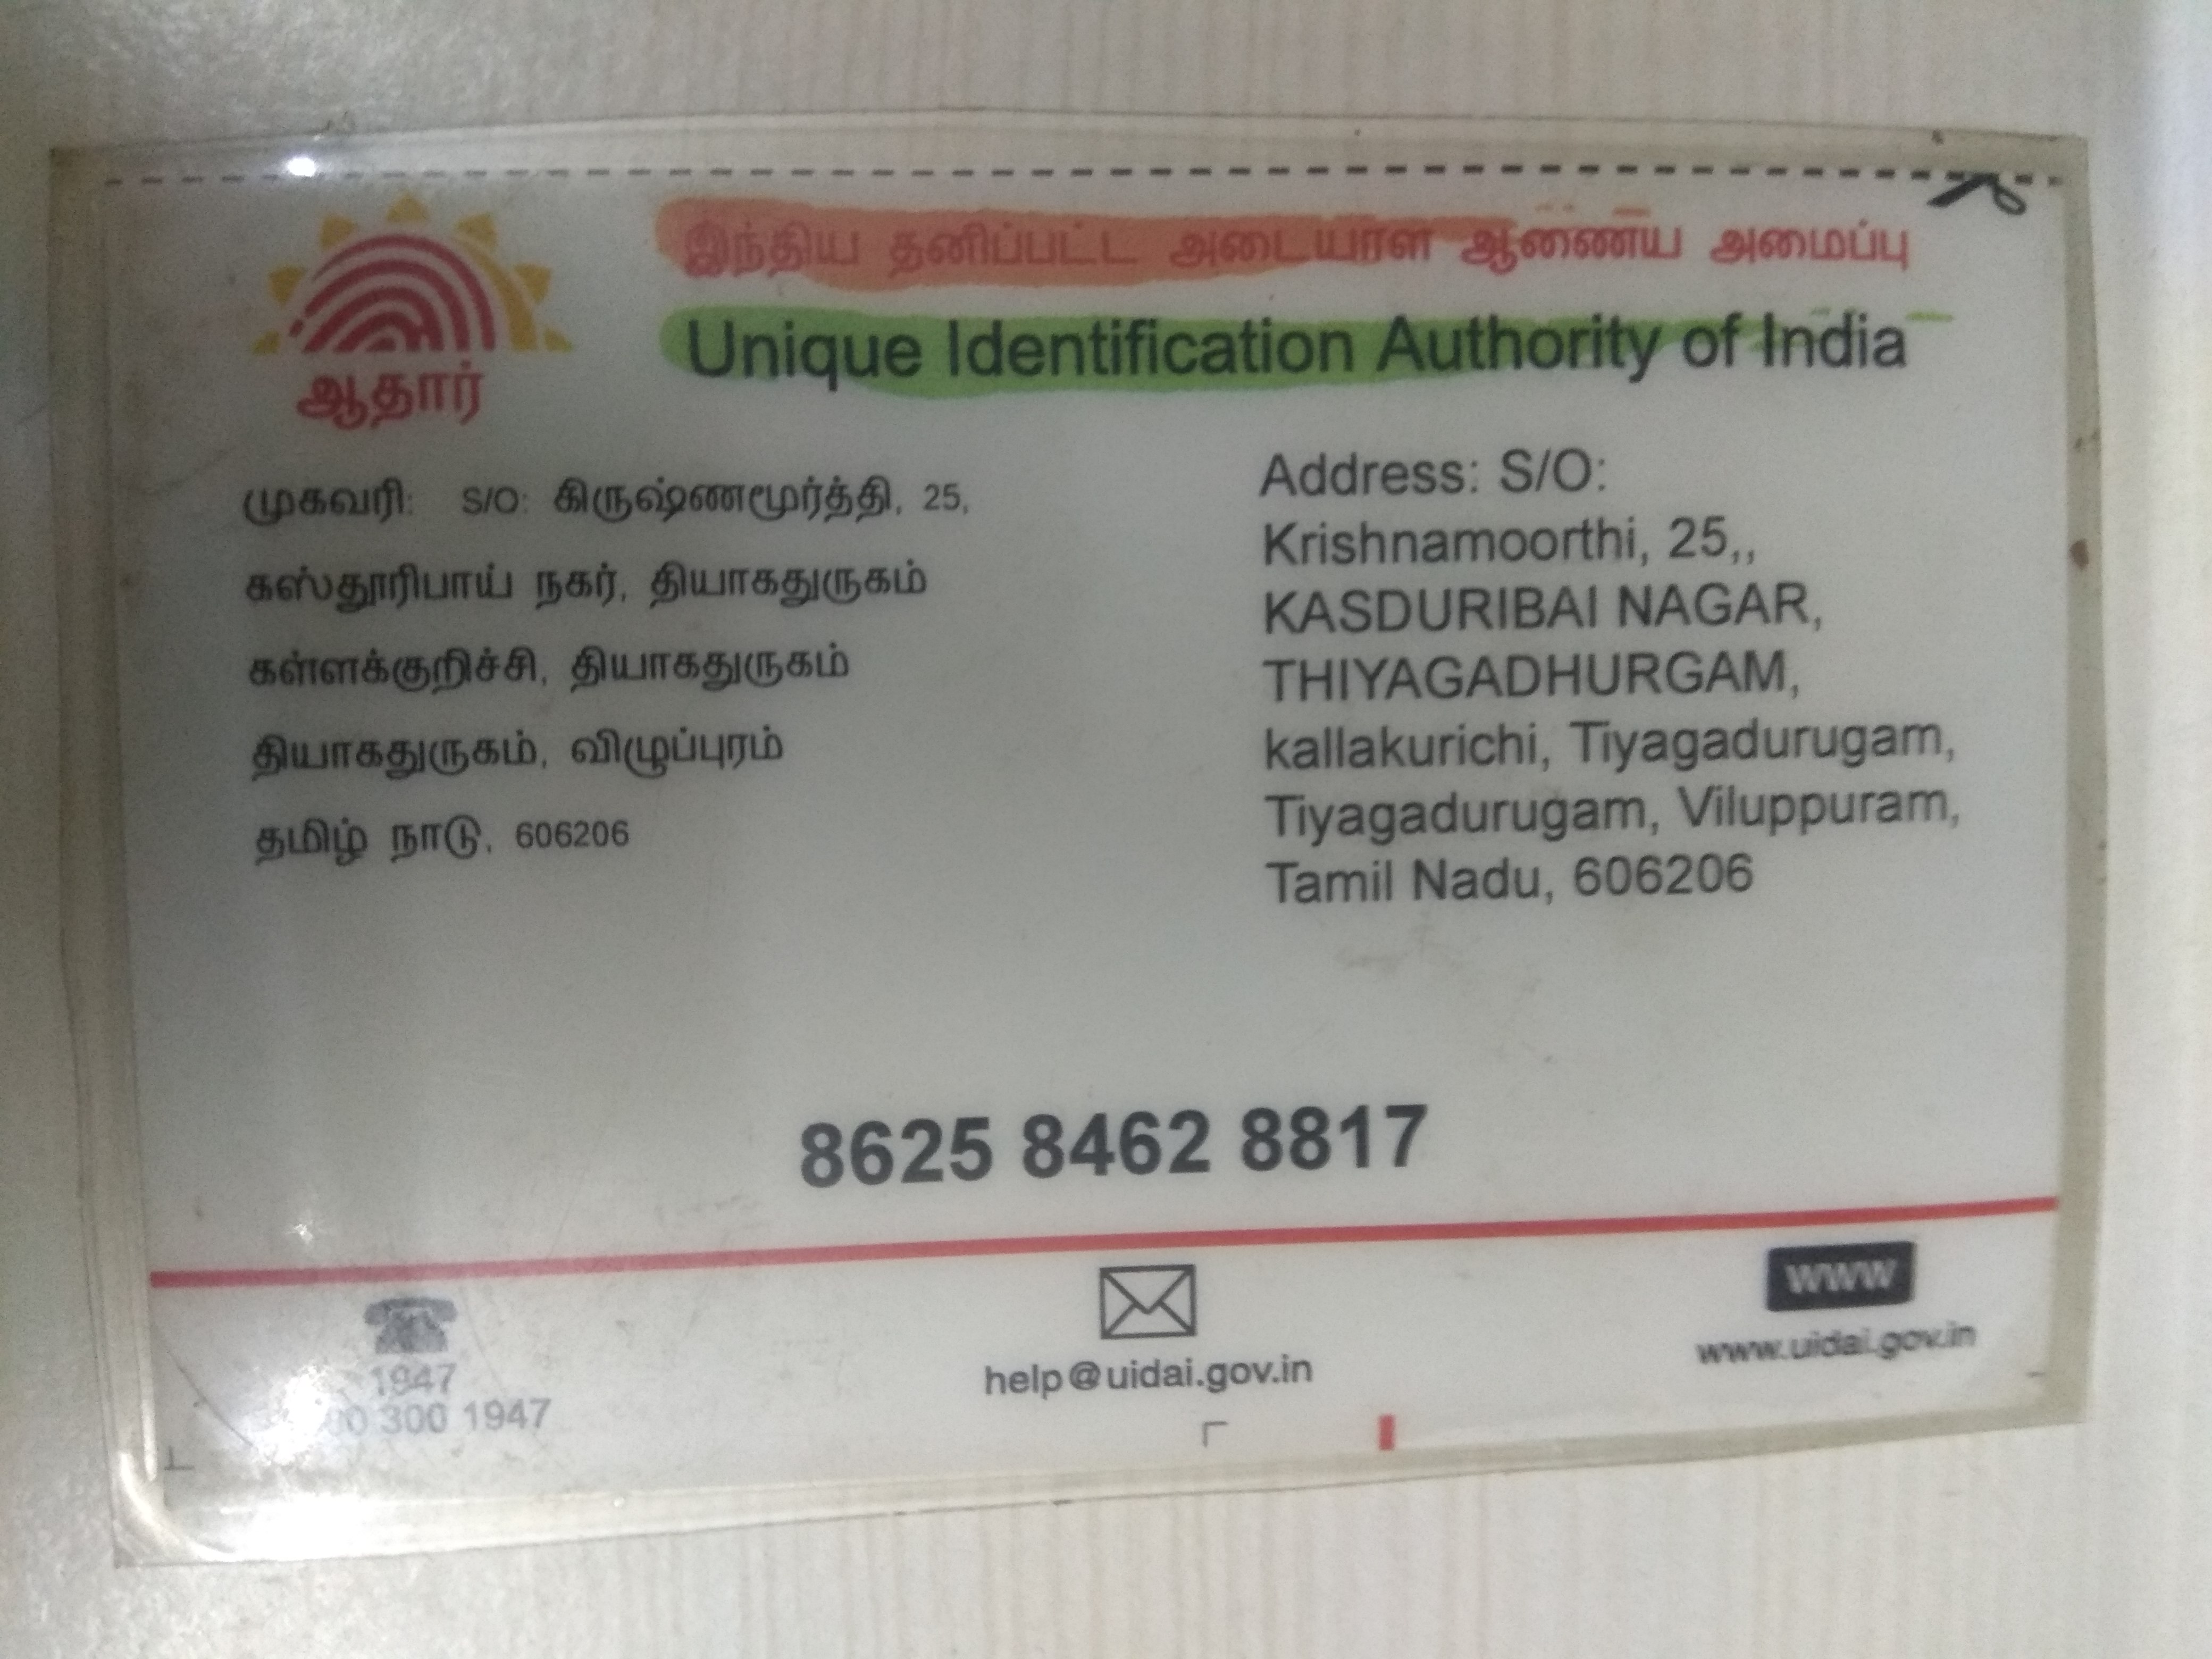 இந்திய தனிப்பட்ட அடையாள ஆணைய அமைப்பு
Unique Identification Authority of India
ஆதார்
முகவரி: S/O: கிருஷ்ணமூர்த்தி, 25,
கஸ்தூரிபாய் நகர், தியாகதுருகம்
கள்ளக்குறிச்சி, தியாகதுருகம்
தியாகதுருகம், விழுப்புரம்
தமிழ் நாடு, 606206
Address: S/O:
Krishnamoorthi, 25,,
KASDURIBAI NAGAR,
THIYAGADHURGAM,
kallakurichi, Tiyagadurugam,
Tiyagadurugam, Viluppuram,
Tamil Nadu, 606206
8625 8462 8817
1947
300 1947
help@uidai.gov.in
www
www.uidai.gov.in